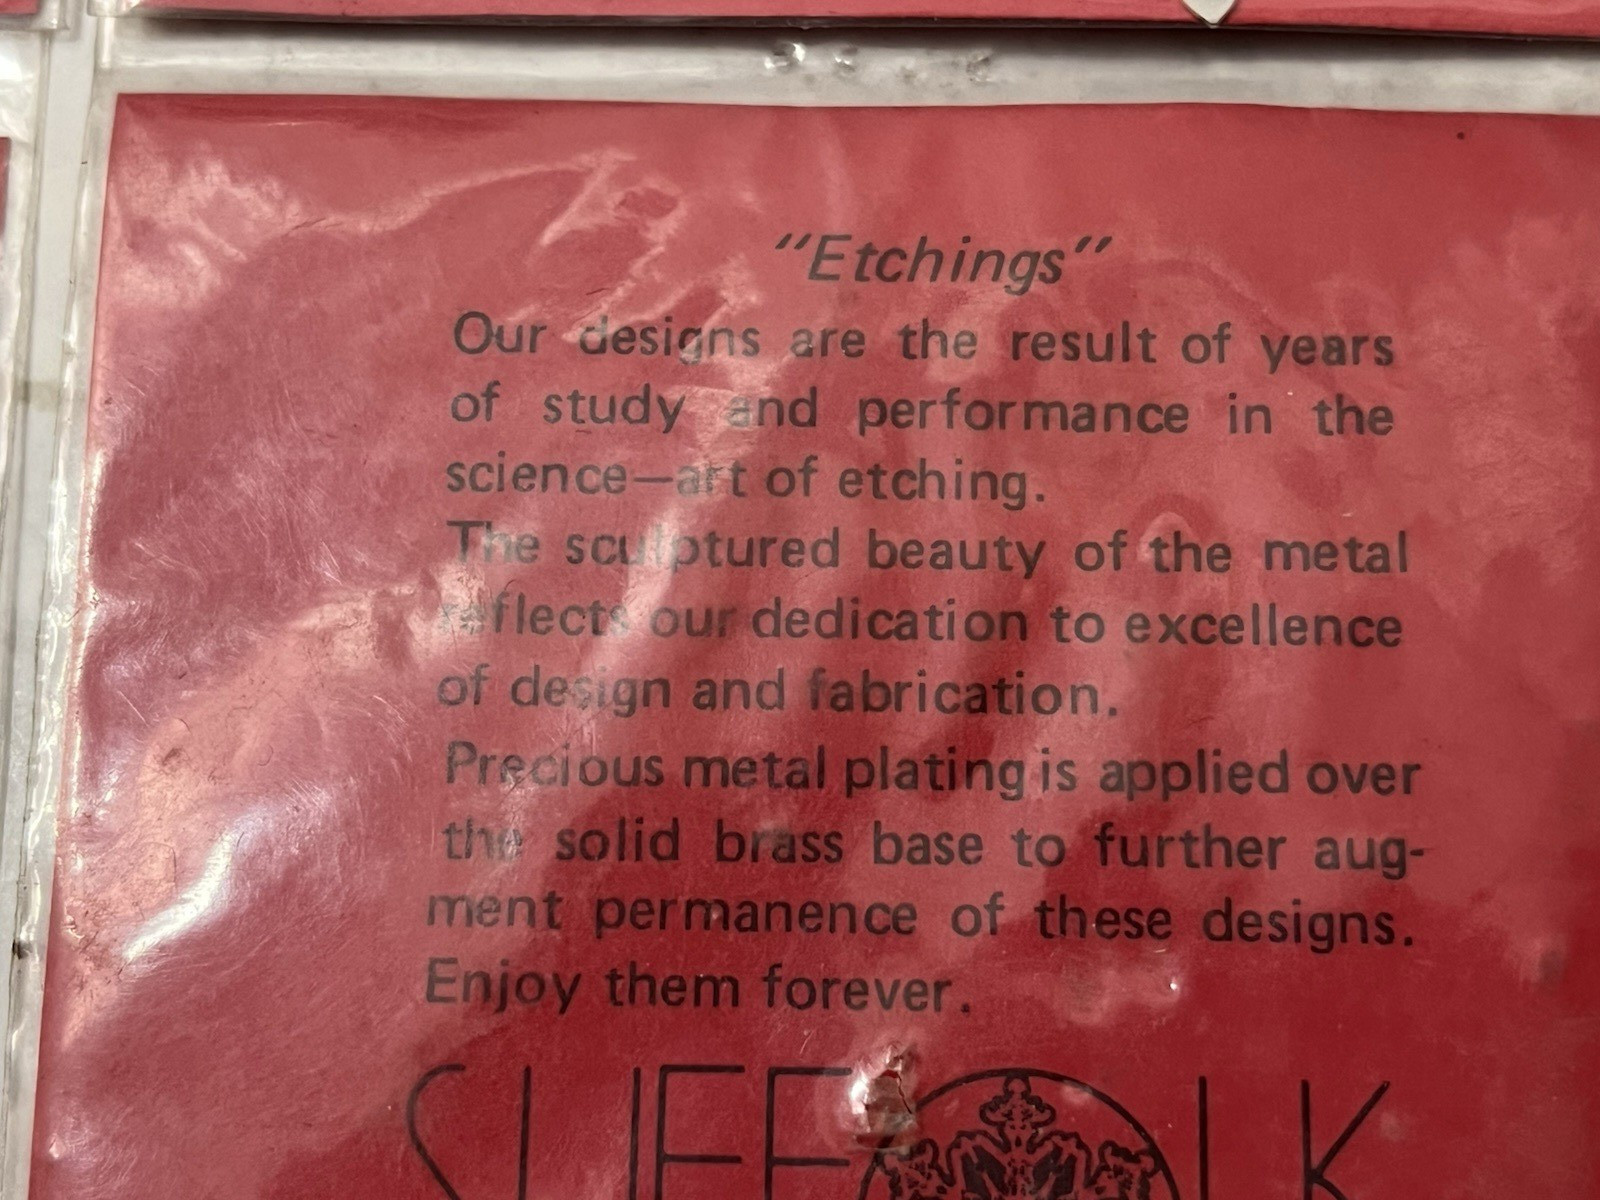 “Etchings”
Our designs are the result of years
of study and performance in the
science—art of etching.
The sculptured beauty of the metal
reflects our dedication to excellence
of design and fabrication.
Precious metal plating is applied over
the solid brass base to further aug-
ment permanence of these designs.
Enjoy them forever.
SUFFOLK